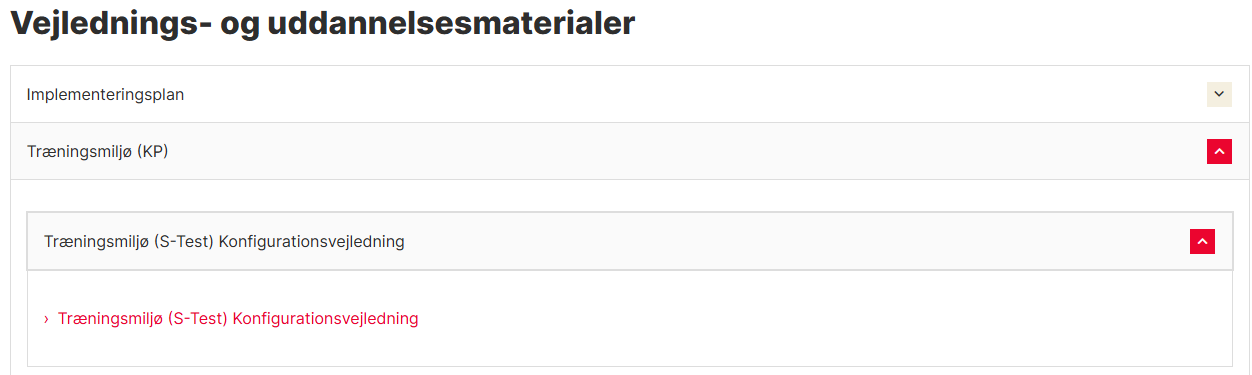 Vejlednings- og uddannelsesmaterialer
Implementeringsplan
Træningsmiljø (KP)
Træningsmiljø (S-Test) Konfigurationsvejledning
› Træningsmiljø (S-Test) Konfigurationsvejledning